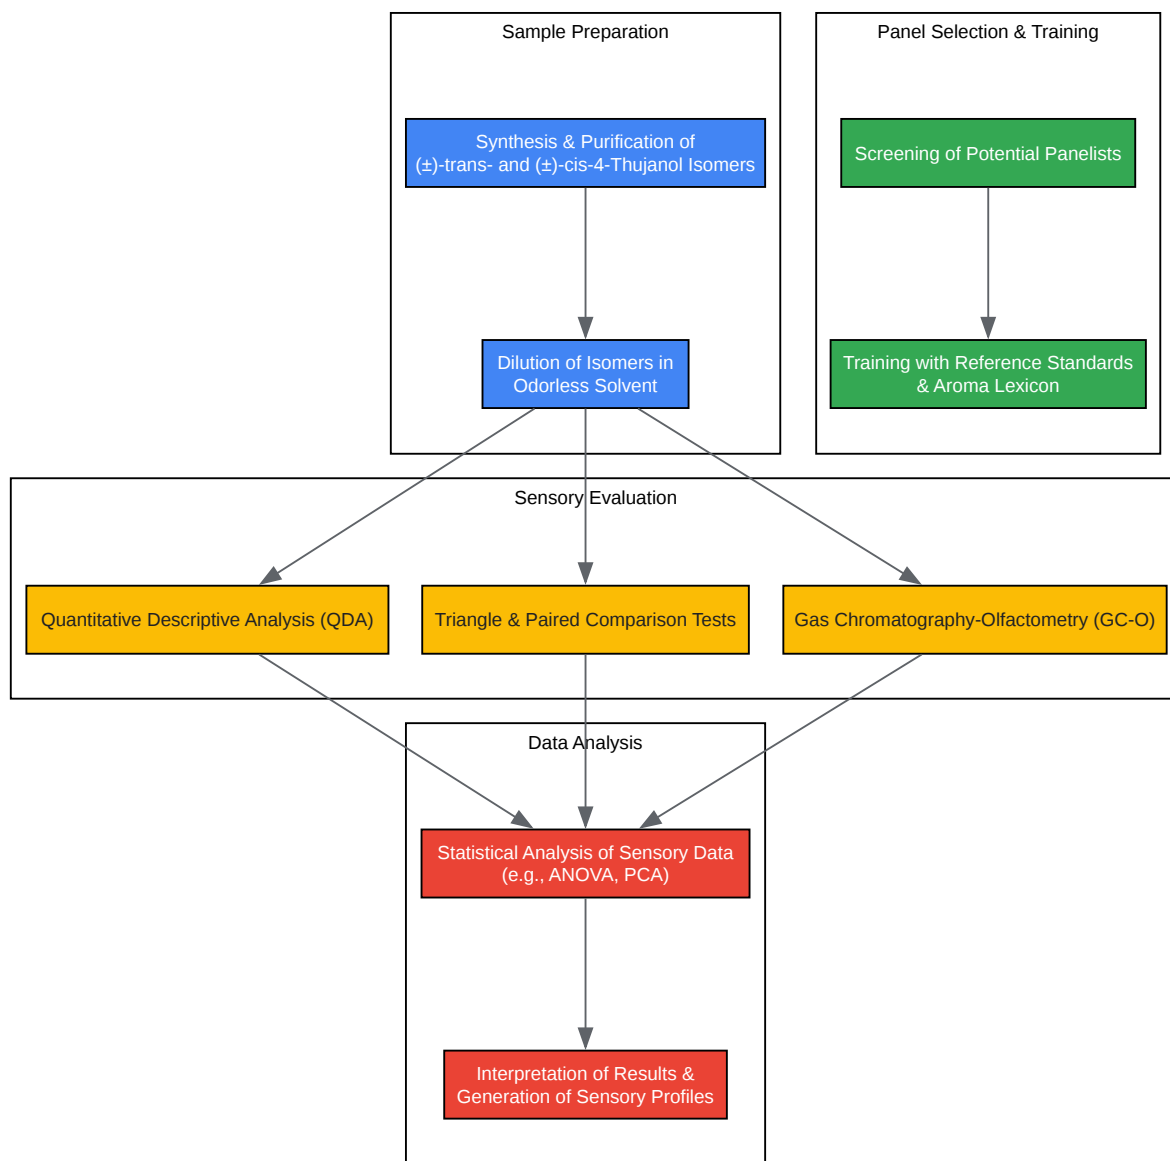 Sample Preparation
Panel Selection & Training
Synthesis & Purification of
(±)-trans- and (±)-cis-4-Thujanol Isomers
Screening of Potential Panelists
Dilution of Isomers in
Odorless Solvent
Training with Reference Standards
& Aroma Lexicon
Sensory Evaluation
Quantitative Descriptive Analysis (QDA)
Triangle & Paired Comparison Tests
Gas Chromatography-Olfactometry (GC-O)
Data Analysis
Statistical Analysis of Sensory Data
(e.g., ANOVA, PCA)
Interpretation of Results &
Generation of Sensory Profiles